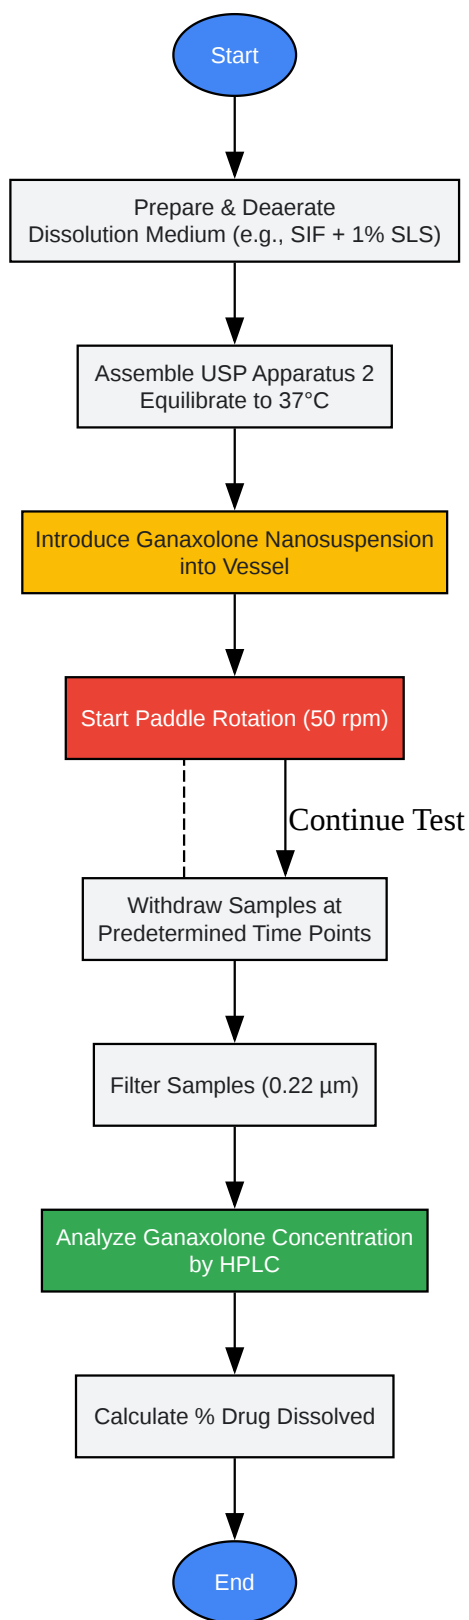 Start
Prepare & Deaerate
Dissolution Medium (e.g., SIF + 1% SLS)
Assemble USP Apparatus 2
Equilibrate to 37°C
Introduce Ganaxolone Nanosuspension
into Vessel
Start Paddle Rotation (50 rpm)
Continue Test
Withdraw Samples at
Predetermined Time Points
Filter Samples (0.22 µm)
Analyze Ganaxolone Concentration
by HPLC
Calculate % Drug Dissolved
End